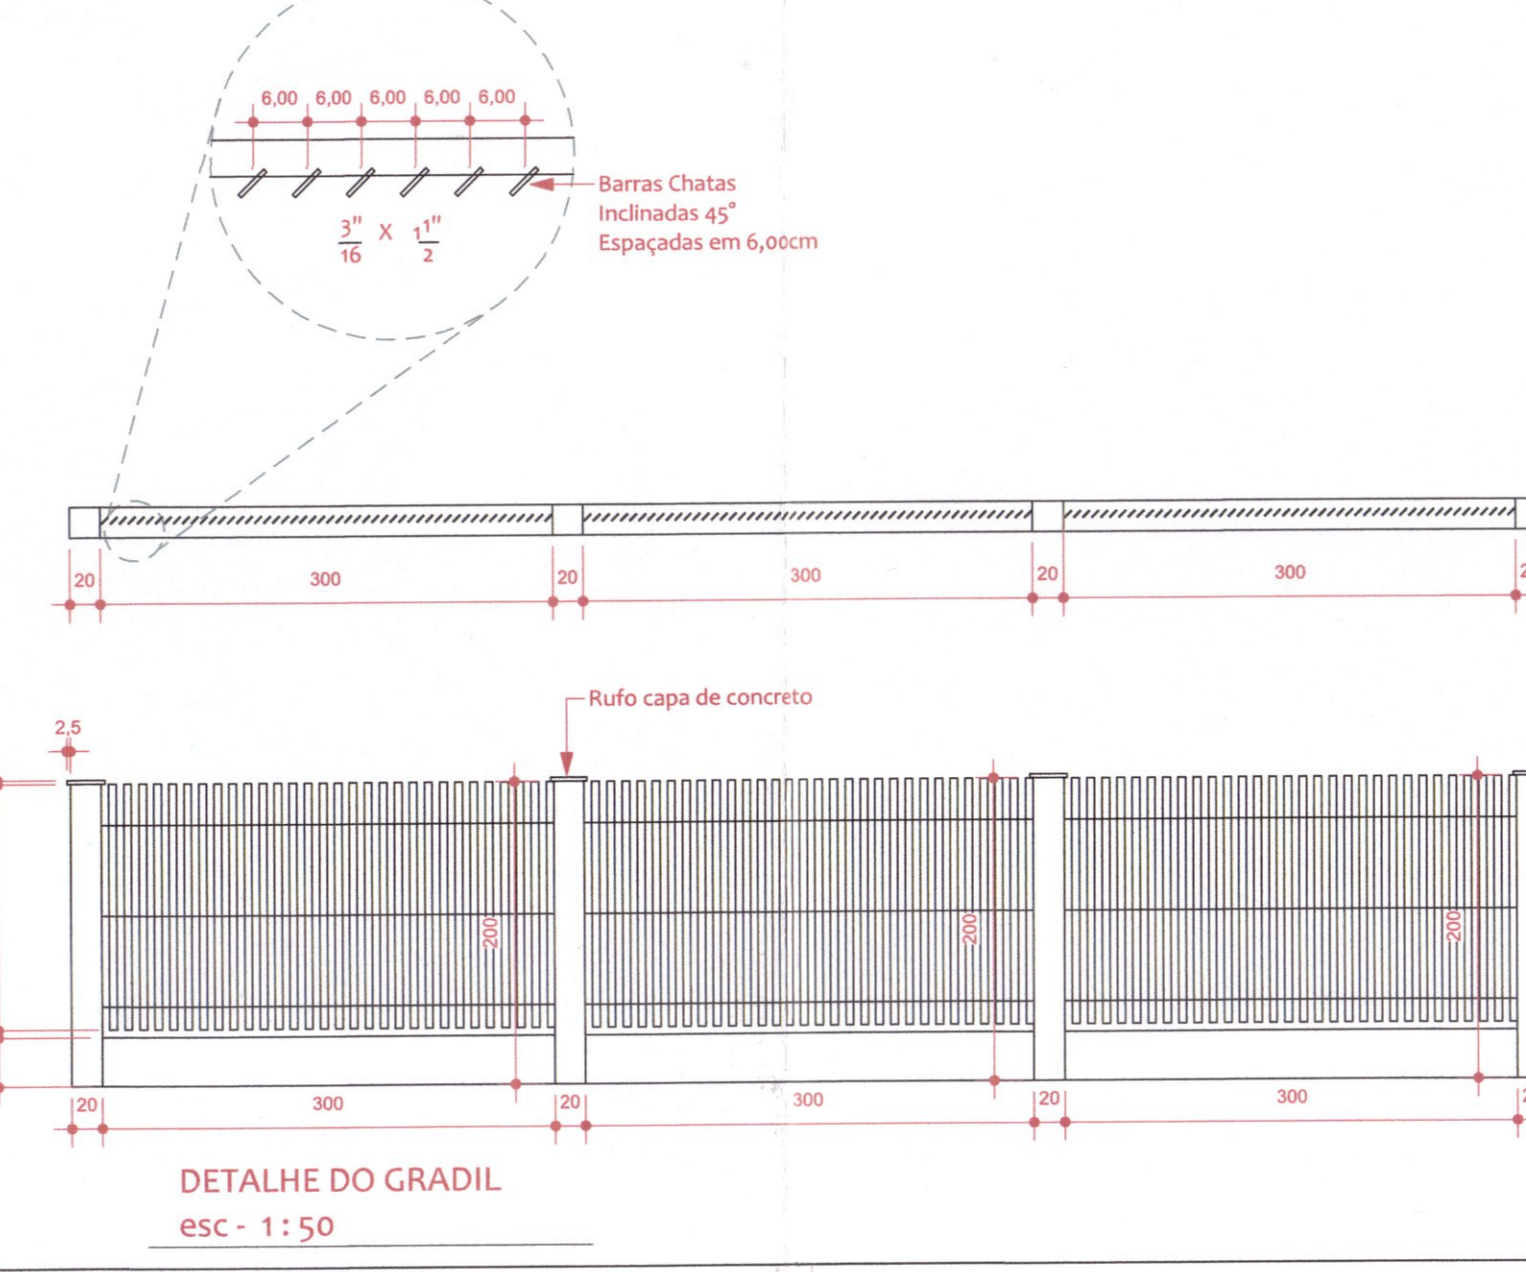 6,00 6,00 6,00 6,00 6,00
Barras Chatas
Inclinadas 45°
Espaçadas em 6,00cm
3" X 1 1"
16 2
20 300 20 300 20 300
Rufo capa de concreto
2,5
200 200 200
20 300 20 300 20 300
DETALHE DO GRADIL
esc - 1:50